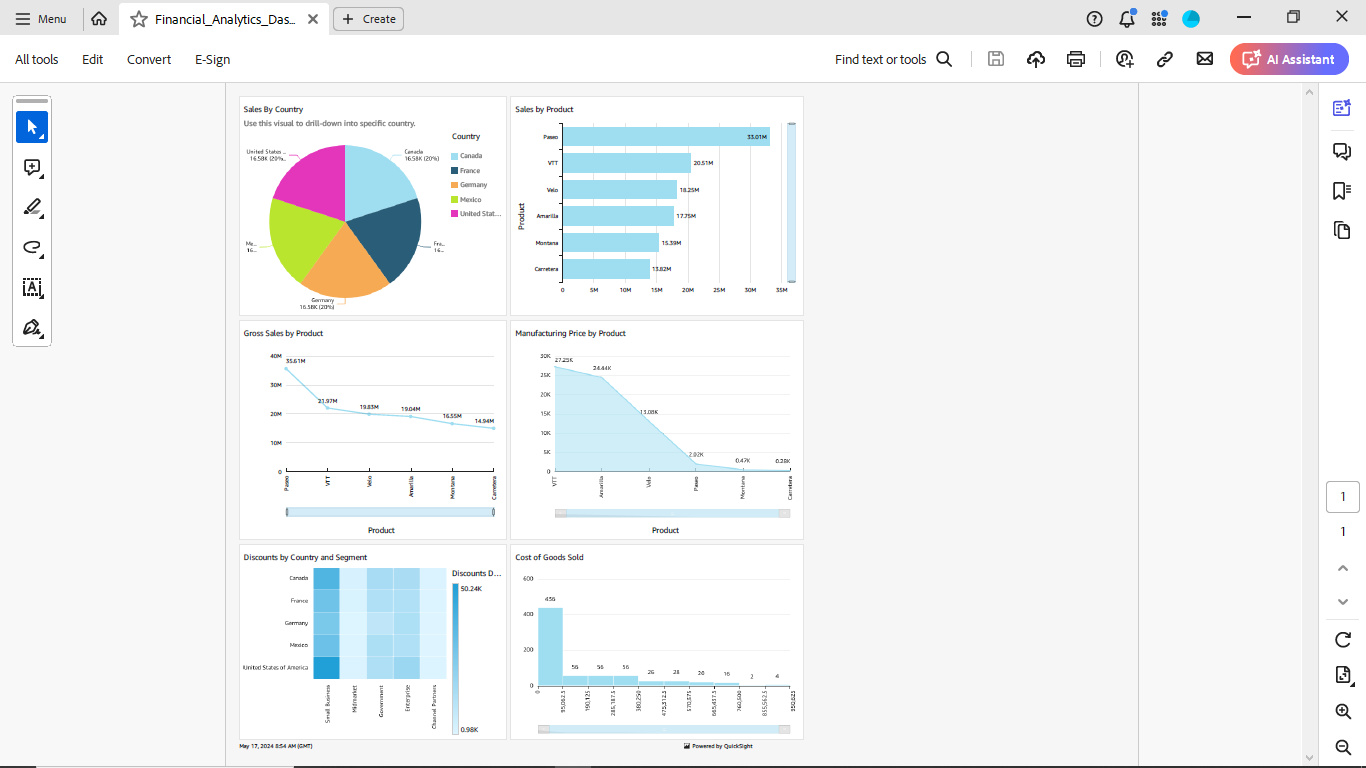 Menu
Financial_Analytics_Das...
Create
All tools
Edit
Convert
E-Sign
Find text or tools
AI Assistant
Sales By Country
Use this visual to drill-down into specific country.
Country
Canada
France
Germany
Mexico
United Stat...
United States ...
16.58K (20%...
Canada
16.58K (20%)
Me...
16...
Fra...
16...
Germany
16.58K (20%)
Sales by Product
Product
Paseo
33.01M
VTT
20.51M
Velo
18.25M
Amarilla
17.75M
Montana
15.39M
Carretera
13.82M
0 5M 10M 15M 20M 25M 30M 35M
Gross Sales by Product
40M
30M
20M
10M
0
35.61M
21.97M
19.83M
19.04M
16.55M
14.94M
Paseo
VTT
Velo
Amarilla
Montana
Carretera
Product
Manufacturing Price by Product
30K
25K
20K
15K
10K
5K
0
27.25K
24.44K
13.08K
2.02K
0.47K
0.28K
VTT
Amarilla
Velo
Paseo
Montana
Carretera
Product
Discounts by Country and Segment
Canada
France
Germany
Mexico
United States of America
Small Business
Midmarket
Government
Enterprise
Channel Partners
Discounts D...
50.24K
0.98K
Cost of Goods Sold
600
400
200
0
436
56
56
56
26
28
20
16
2
4
0
95,062.5
190,125
285,187.5
380,250
475,312.5
570,375
665,437.5
760,500
855,562.5
950,625
May 17, 2024 8:54 AM (GMT)
Powered by QuickSight
1
1